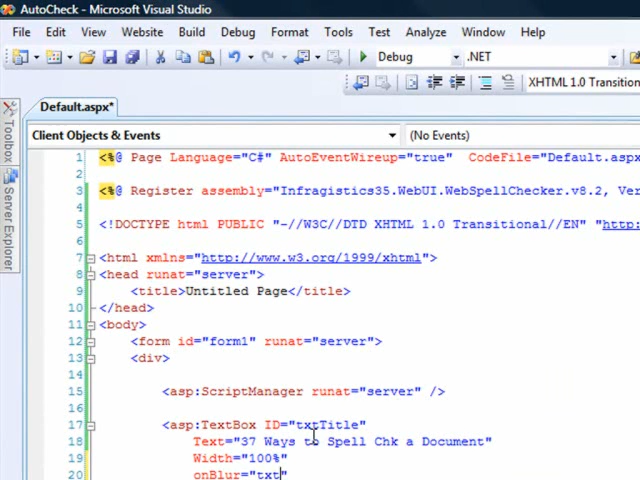 AutoCheck - Microsoft Visual Studio
File Edit View Website Build Debug Tools Test Analyze Window Help
Debug .NET
XHTML 1.0 Transition
Default.aspx*
Toolbox
Server Explorer
Client Objects & Events (No Events)
1 <%@ Page Language="C#" AutoEventWireup="true" CodeFile="Default.aspx
2
3 <%@ Register assembly="Infragistics35.WebUI.WebSpellChecker.v8.2, Ver
4
5 <!DOCTYPE html PUBLIC "-//W3C//DTD XHTML 1.0 Transitional//EN" "http:
6
7 <html xmlns="http://www.w3.org/1999/xhtml">
8 <head runat="server">
9 <title>Untitled Page</title>
10 </head>
11 <body>
12 <form id="form1" runat="server">
13 <div>
14
15 <asp:ScriptManager runat="server" />
16
17 <asp:TextBox ID="txtTitle"
18 Text="37 Ways to Spell Chk a Document"
19 Width="100%"
20 onBlur="txt"